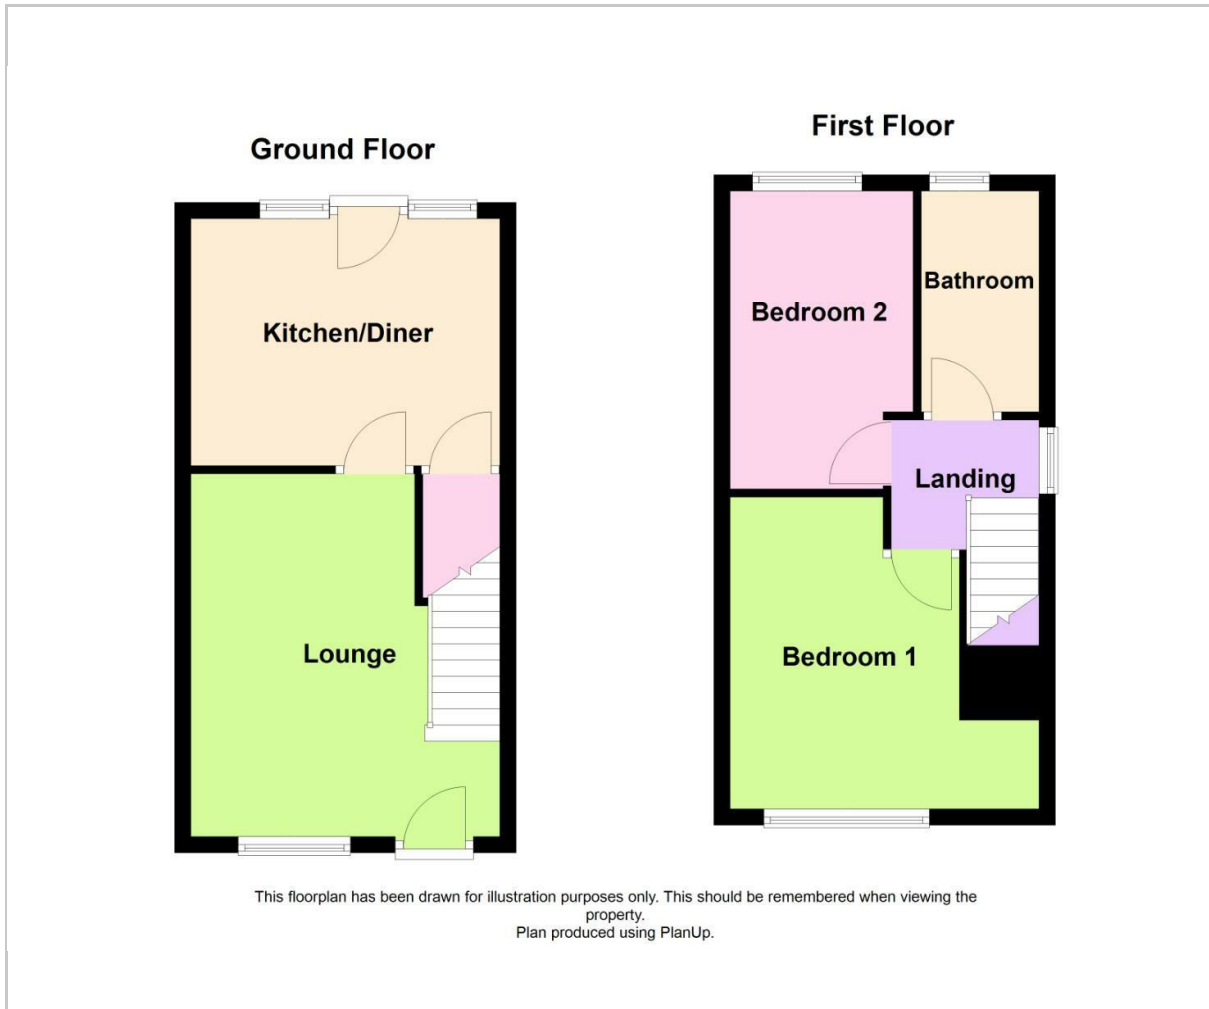 Ground Floor
First Floor
Kitchen/Diner
Lounge
Bedroom 2
Bathroom
Landing
Bedroom 1
This floorplan has been drawn for illustration purposes only. This should be remembered when viewing the
property.
Plan produced using PlanUp.